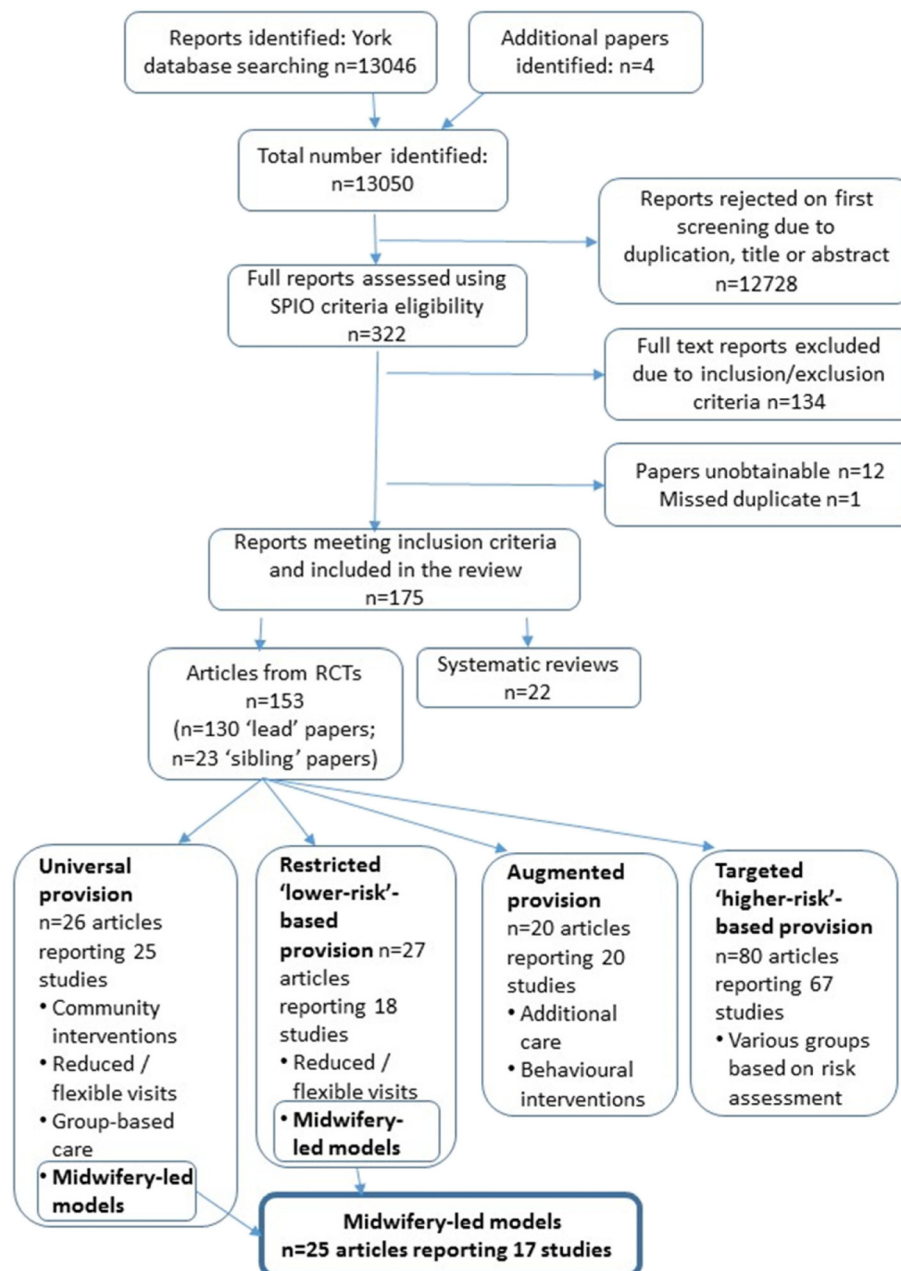 Reports identified: York
database searching n=13046
Additional papers
identified: n=4
Total number identified:
n=13050
Reports rejected on first
screening due to
duplication, title or abstract
n=12728
Full reports assessed using
SPIO criteria eligibility
n=322
Full text reports excluded
due to inclusion/exclusion
criteria n=134
Papers unobtainable n=12
Missed duplicate n=1
Reports meeting inclusion criteria
and included in the review
n=175
Articles from RCTs
n=153
(n=130 ‘lead’ papers;
n=23 ‘sibling’ papers)
Systematic reviews
n=22
Universal
provision
n=26 articles
reporting 25
studies
• Community
interventions
• Reduced /
flexible visits
• Group-based
care
• Midwifery-led
models
Restricted
‘lower-risk’-
based
provision n=27
articles
reporting 18
studies
• Reduced /
flexible visits
• Midwifery-
led models
Augmented
provision
n=20 articles
reporting 20
studies
• Additional
care
• Behavioural
interventions
Targeted
‘higher-risk’-
based provision
n=80 articles
reporting 67
studies
• Various groups
based on risk
assessment
Midwifery-led models
n=25 articles reporting 17 studies